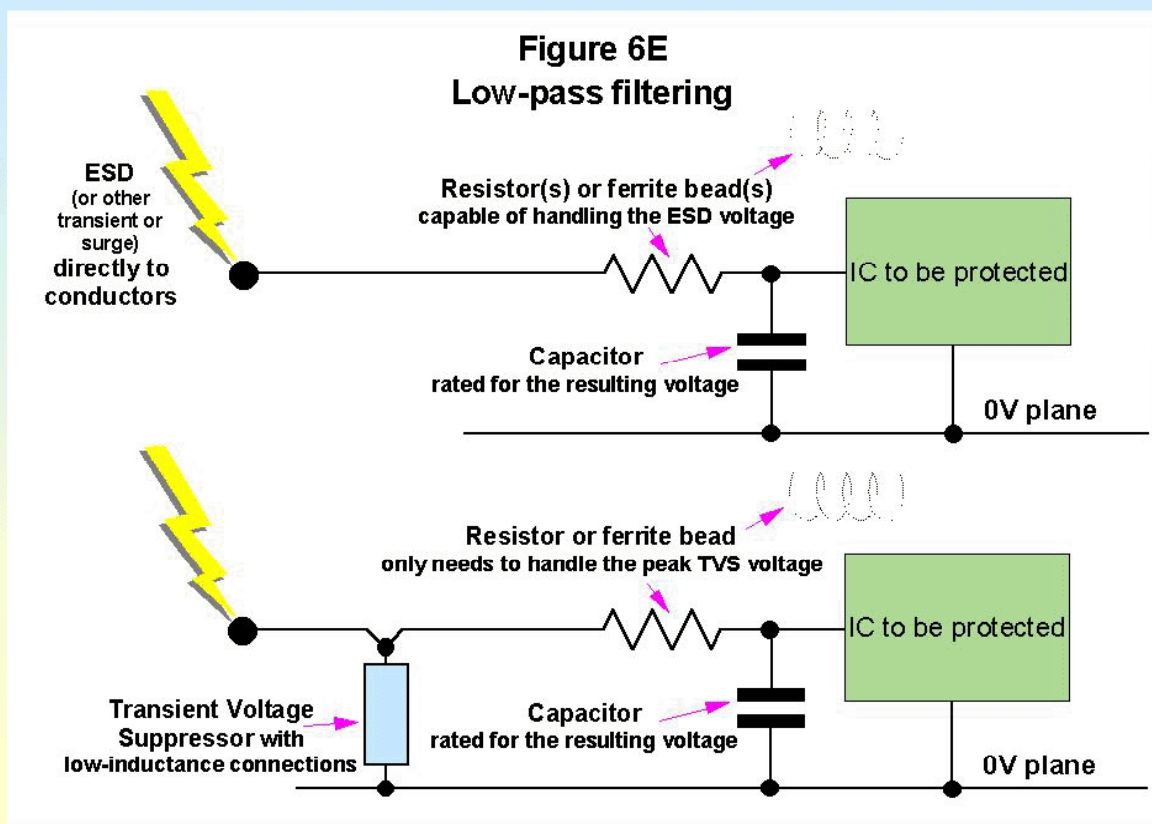 Figure 6E
Low-pass filtering
ESD
(or other
transient or
surge)
directly to
conductors
Resistor(s) or ferrite bead(s)
capable of handling the ESD voltage
IC to be protected
Capacitor
rated for the resulting voltage
0V plane
Resistor or ferrite bead
only needs to handle the peak TVS voltage
IC to be protected
Transient Voltage
Suppressor with
low-inductance connections
Capacitor
rated for the resulting voltage
0V plane